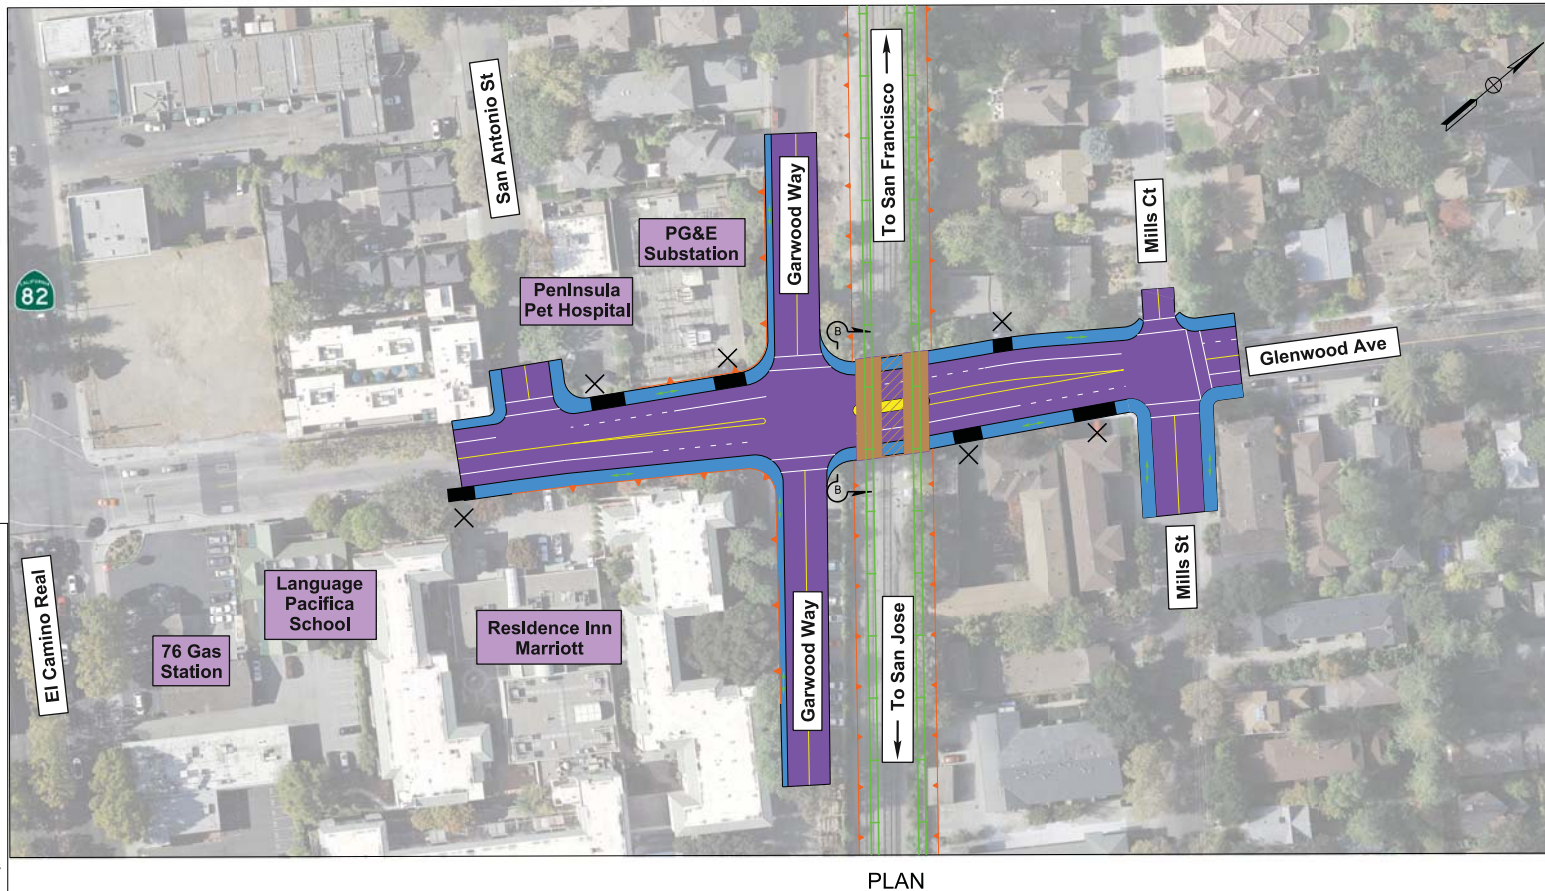 San Antonio St
To San Francisco
Garwood Way
PG&E
Substation
Mills Ct
CALIFORNIA
82
Peninsula
Pet Hospital
B
Glenwood Ave
B
El Camino Real
Language
Pacifica
School
76 Gas
Station
Residence Inn
Marriott
Garwood Way
To San Jose
Mills St
PLAN